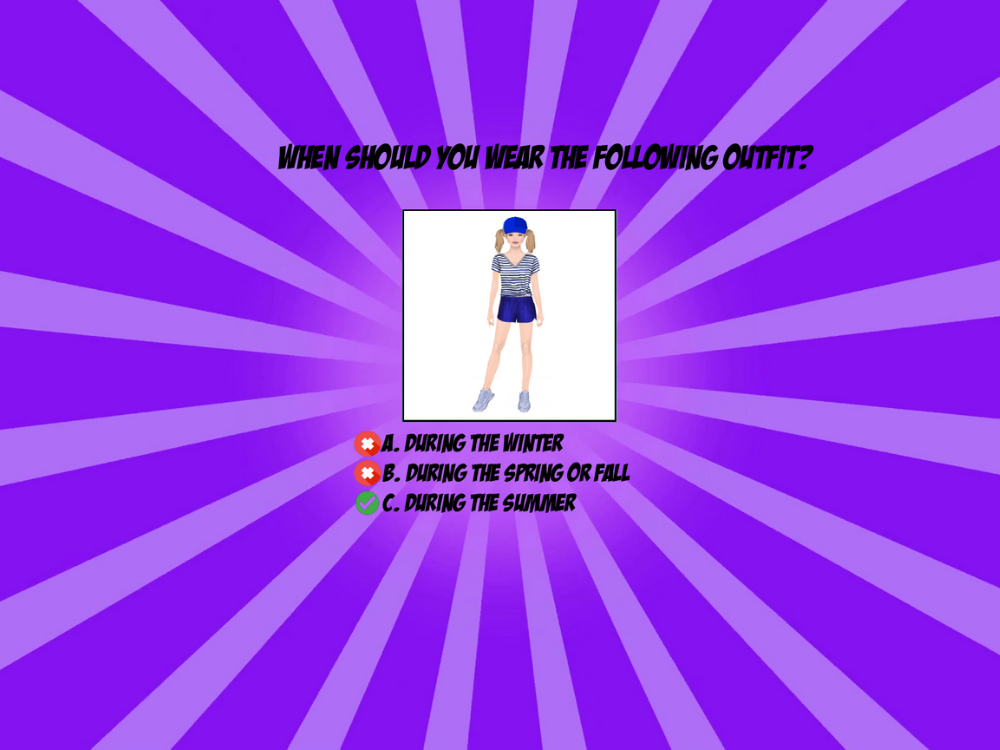 WHEN SHOULD YOU WEAR THE FOLLOWING OUTFIT?
A. DURING THE WINTER
B. DURING THE SPRING OR FALL
C. DURING THE SUMMER